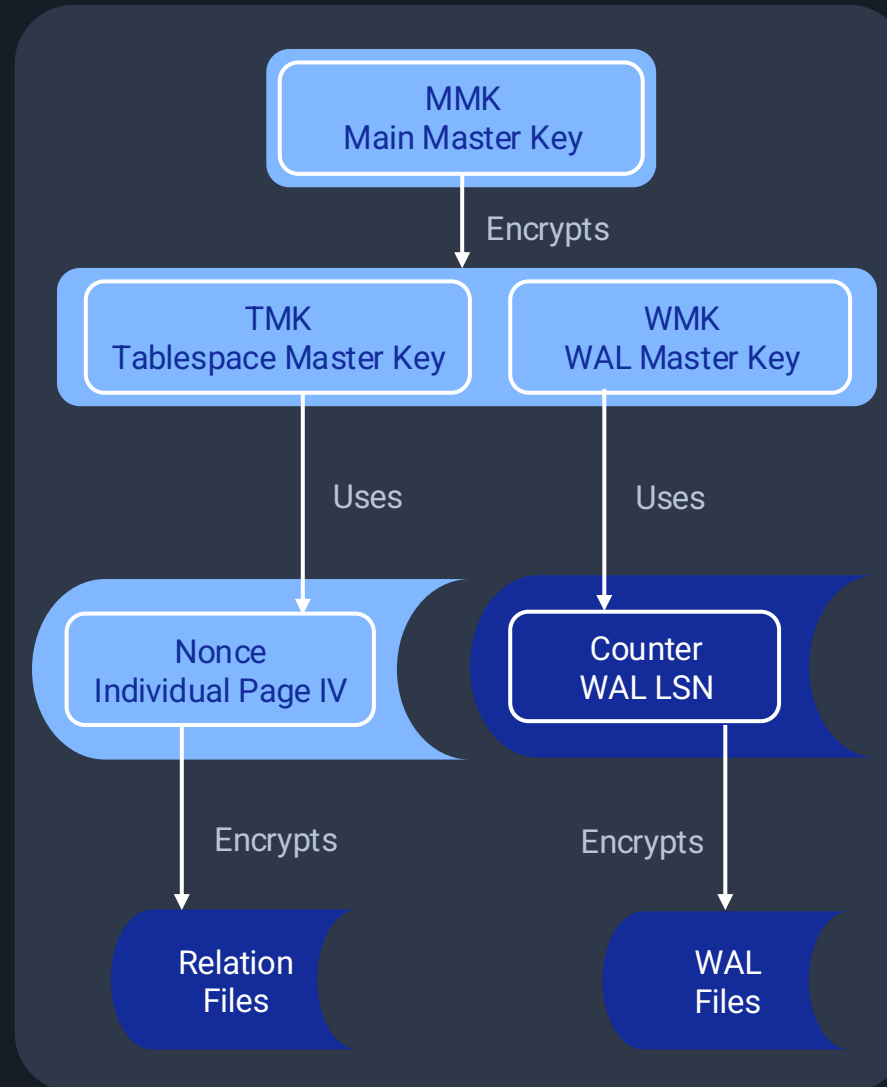 MMK
Main Master Key
Encrypts
TMK
Tablespace Master Key
WMK
WAL Master Key
Uses
Uses
Nonce
Individual Page IV
Counter
WAL LSN
Encrypts
Encrypts
Relation
Files
WAL
Files